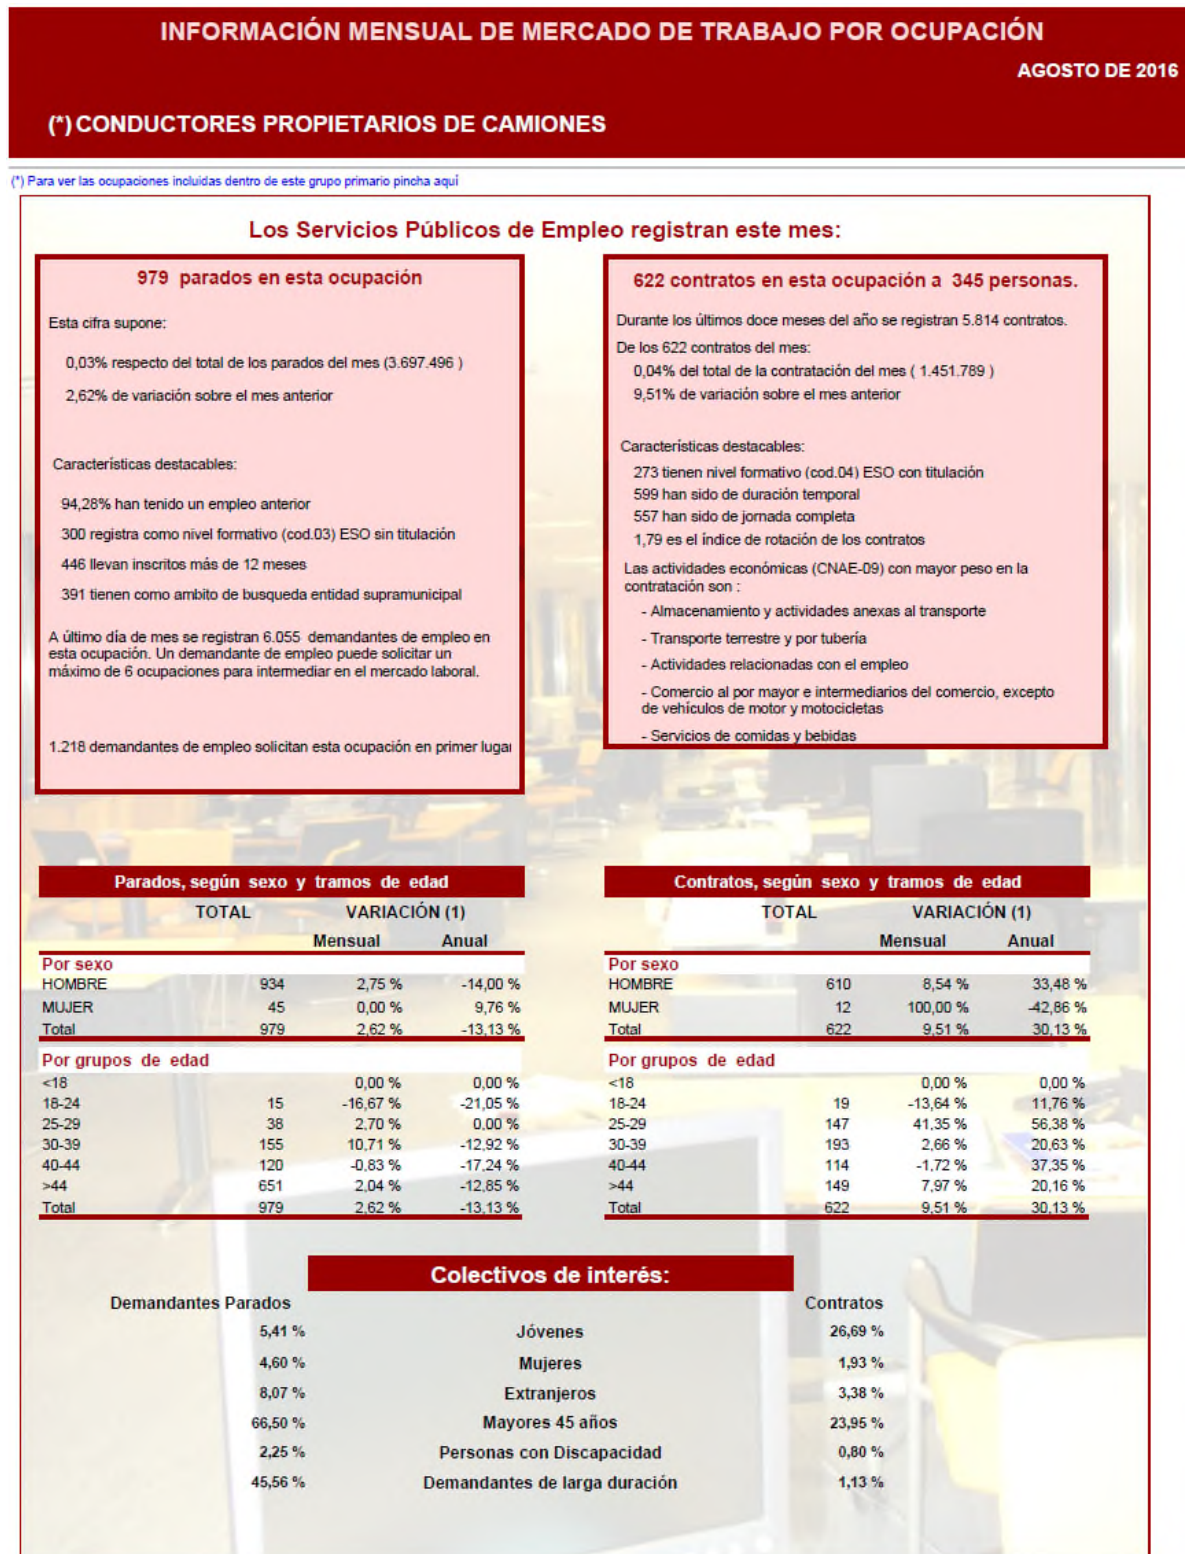 INFORMACIÓN MENSUAL DE MERCADO DE TRABAJO POR OCUPACIÓN
AGOSTO DE 2016
(*) CONDUCTORES PROPIETARIOS DE CAMIONES
(*) Para ver las ocupaciones incluidas dentro de este grupo primario pincha aquí
Los Servicios Públicos de Empleo registran este mes:
979 parados en esta ocupación
Esta cifra supone:
0,03% respecto del total de los parados del mes (3.697.496 )
2,62% de variación sobre el mes anterior
Características destacables:
94,28% han tenido un empleo anterior
300 registra como nivel formativo (cod.03) ESO sin titulación
446 llevan inscritos más de 12 meses
391 tienen como ambito de busqueda entidad supramunicipal
A último día de mes se registran 6.055 demandantes de empleo en
esta ocupación. Un demandante de empleo puede solicitar un
máximo de 6 ocupaciones para intermediar en el mercado laboral.
1.218 demandantes de empleo solicitan esta ocupación en primer lugar
622 contratos en esta ocupación a 345 personas.
Durante los últimos doce meses del año se registran 5.814 contratos.
De los 622 contratos del mes:
0,04% del total de la contratación del mes ( 1.451.789 )
9,51% de variación sobre el mes anterior
Características destacables:
273 tienen nivel formativo (cod.04) ESO con titulación
599 han sido de duración temporal
557 han sido de jornada completa
1,79 es el índice de rotación de los contratos
Las actividades económicas (CNAE-09) con mayor peso en la
contratación son :
- Almacenamiento y actividades anexas al transporte
- Transporte terrestre y por tubería
- Actividades relacionadas con el empleo
- Comercio al por mayor e intermediarios del comercio, excepto
de vehículos de motor y motocicletas
- Servicios de comidas y bebidas
Parados, según sexo y tramos de edad
TOTAL VARIACIÓN (1)
Mensual Anual
Por sexo
HOMBRE 934 2,75 % -14,00 %
MUJER 45 0,00 % 9,76 %
Total 979 2,62 % -13,13 %
Por grupos de edad
<18 0,00 % 0,00 %
18-24 15 -16,67 % -21,05 %
25-29 38 2,70 % 0,00 %
30-39 155 10,71 % -12,92 %
40-44 120 -0,83 % -17,24 %
>44 651 2,04 % -12,85 %
Total 979 2,62 % -13,13 %
Contratos, según sexo y tramos de edad
TOTAL VARIACIÓN (1)
Mensual Anual
Por sexo
HOMBRE 610 8,54 % 33,48 %
MUJER 12 100,00 % -42,86 %
Total 622 9,51 % 30,13 %
Por grupos de edad
<18 0,00 % 0,00 %
18-24 19 -13,64 % 11,76 %
25-29 147 41,35 % 56,38 %
30-39 193 2,66 % 20,63 %
40-44 114 -1,72 % 37,35 %
>44 149 7,97 % 20,16 %
Total 622 9,51 % 30,13 %
Colectivos de interés:
Demandantes Parados Contratos
5,41 % Jóvenes 26,69 %
4,60 % Mujeres 1,93 %
8,07 % Extranjeros 3,38 %
66,50 % Mayores 45 años 23,95 %
2,25 % Personas con Discapacidad 0,80 %
45,56 % Demandantes de larga duración 1,13 %